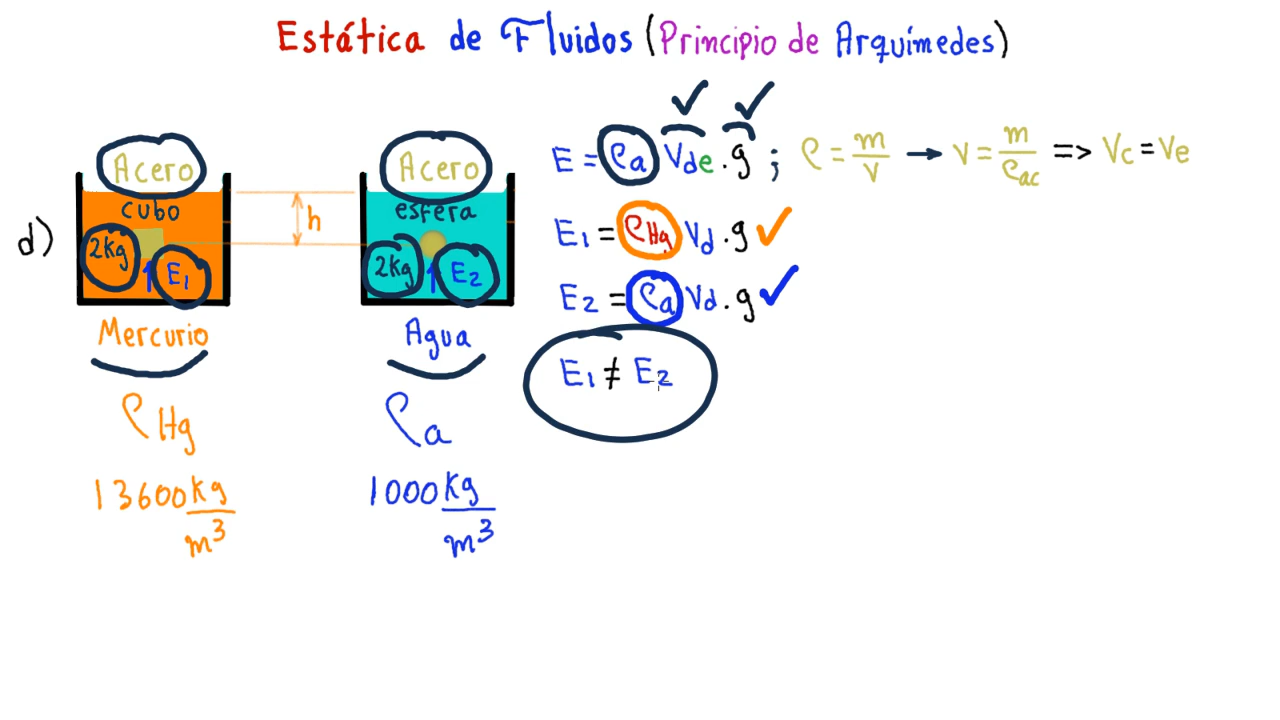 Estática de Fluidos (Principio de Arquímedes)
d)
Acero
cubo
2kg
E1
Mercurio
ρHg
13600 kg/m³
h
Acero
esfera
2kg
E2
Agua
ρa
1000 kg/m³
E = ρa Vde . g ; ρ = m/v → v = m/ρac => Vc = Ve
E1 = ρHg Vd . g
E2 = ρa Vd . g
E1 ≠ E2